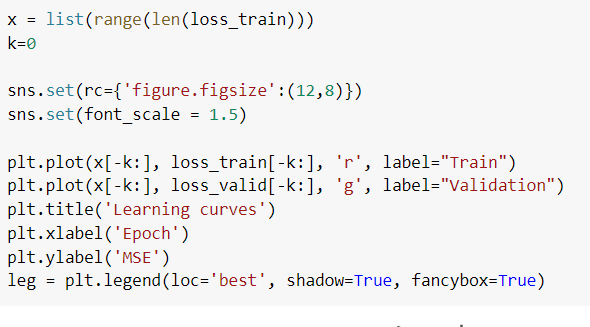 x = list(range(len(loss_train)))
k=0
sns.set(rc={'figure.figsize':(12,8)})
sns.set(font_scale = 1.5)
plt.plot(x[-k:], loss_train[-k:], 'r', label="Train")
plt.plot(x[-k:], loss_valid[-k:], 'g', label="Validation")
plt.title('Learning curves')
plt.xlabel('Epoch')
plt.ylabel('MSE')
leg = plt.legend(loc='best', shadow=True, fancybox=True)